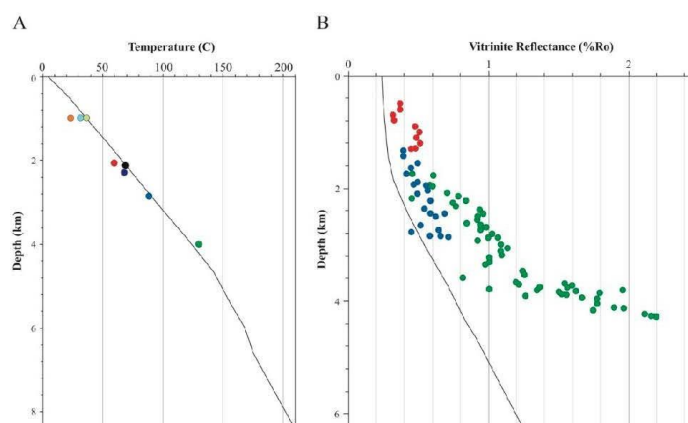 A
B
Temperature (C)
Vitrinite Reflectance (%Ro)
0
50
100
150
200
0
1
2
0
2
4
6
8
Depth (km)
0
2
4
6
Depth (km)